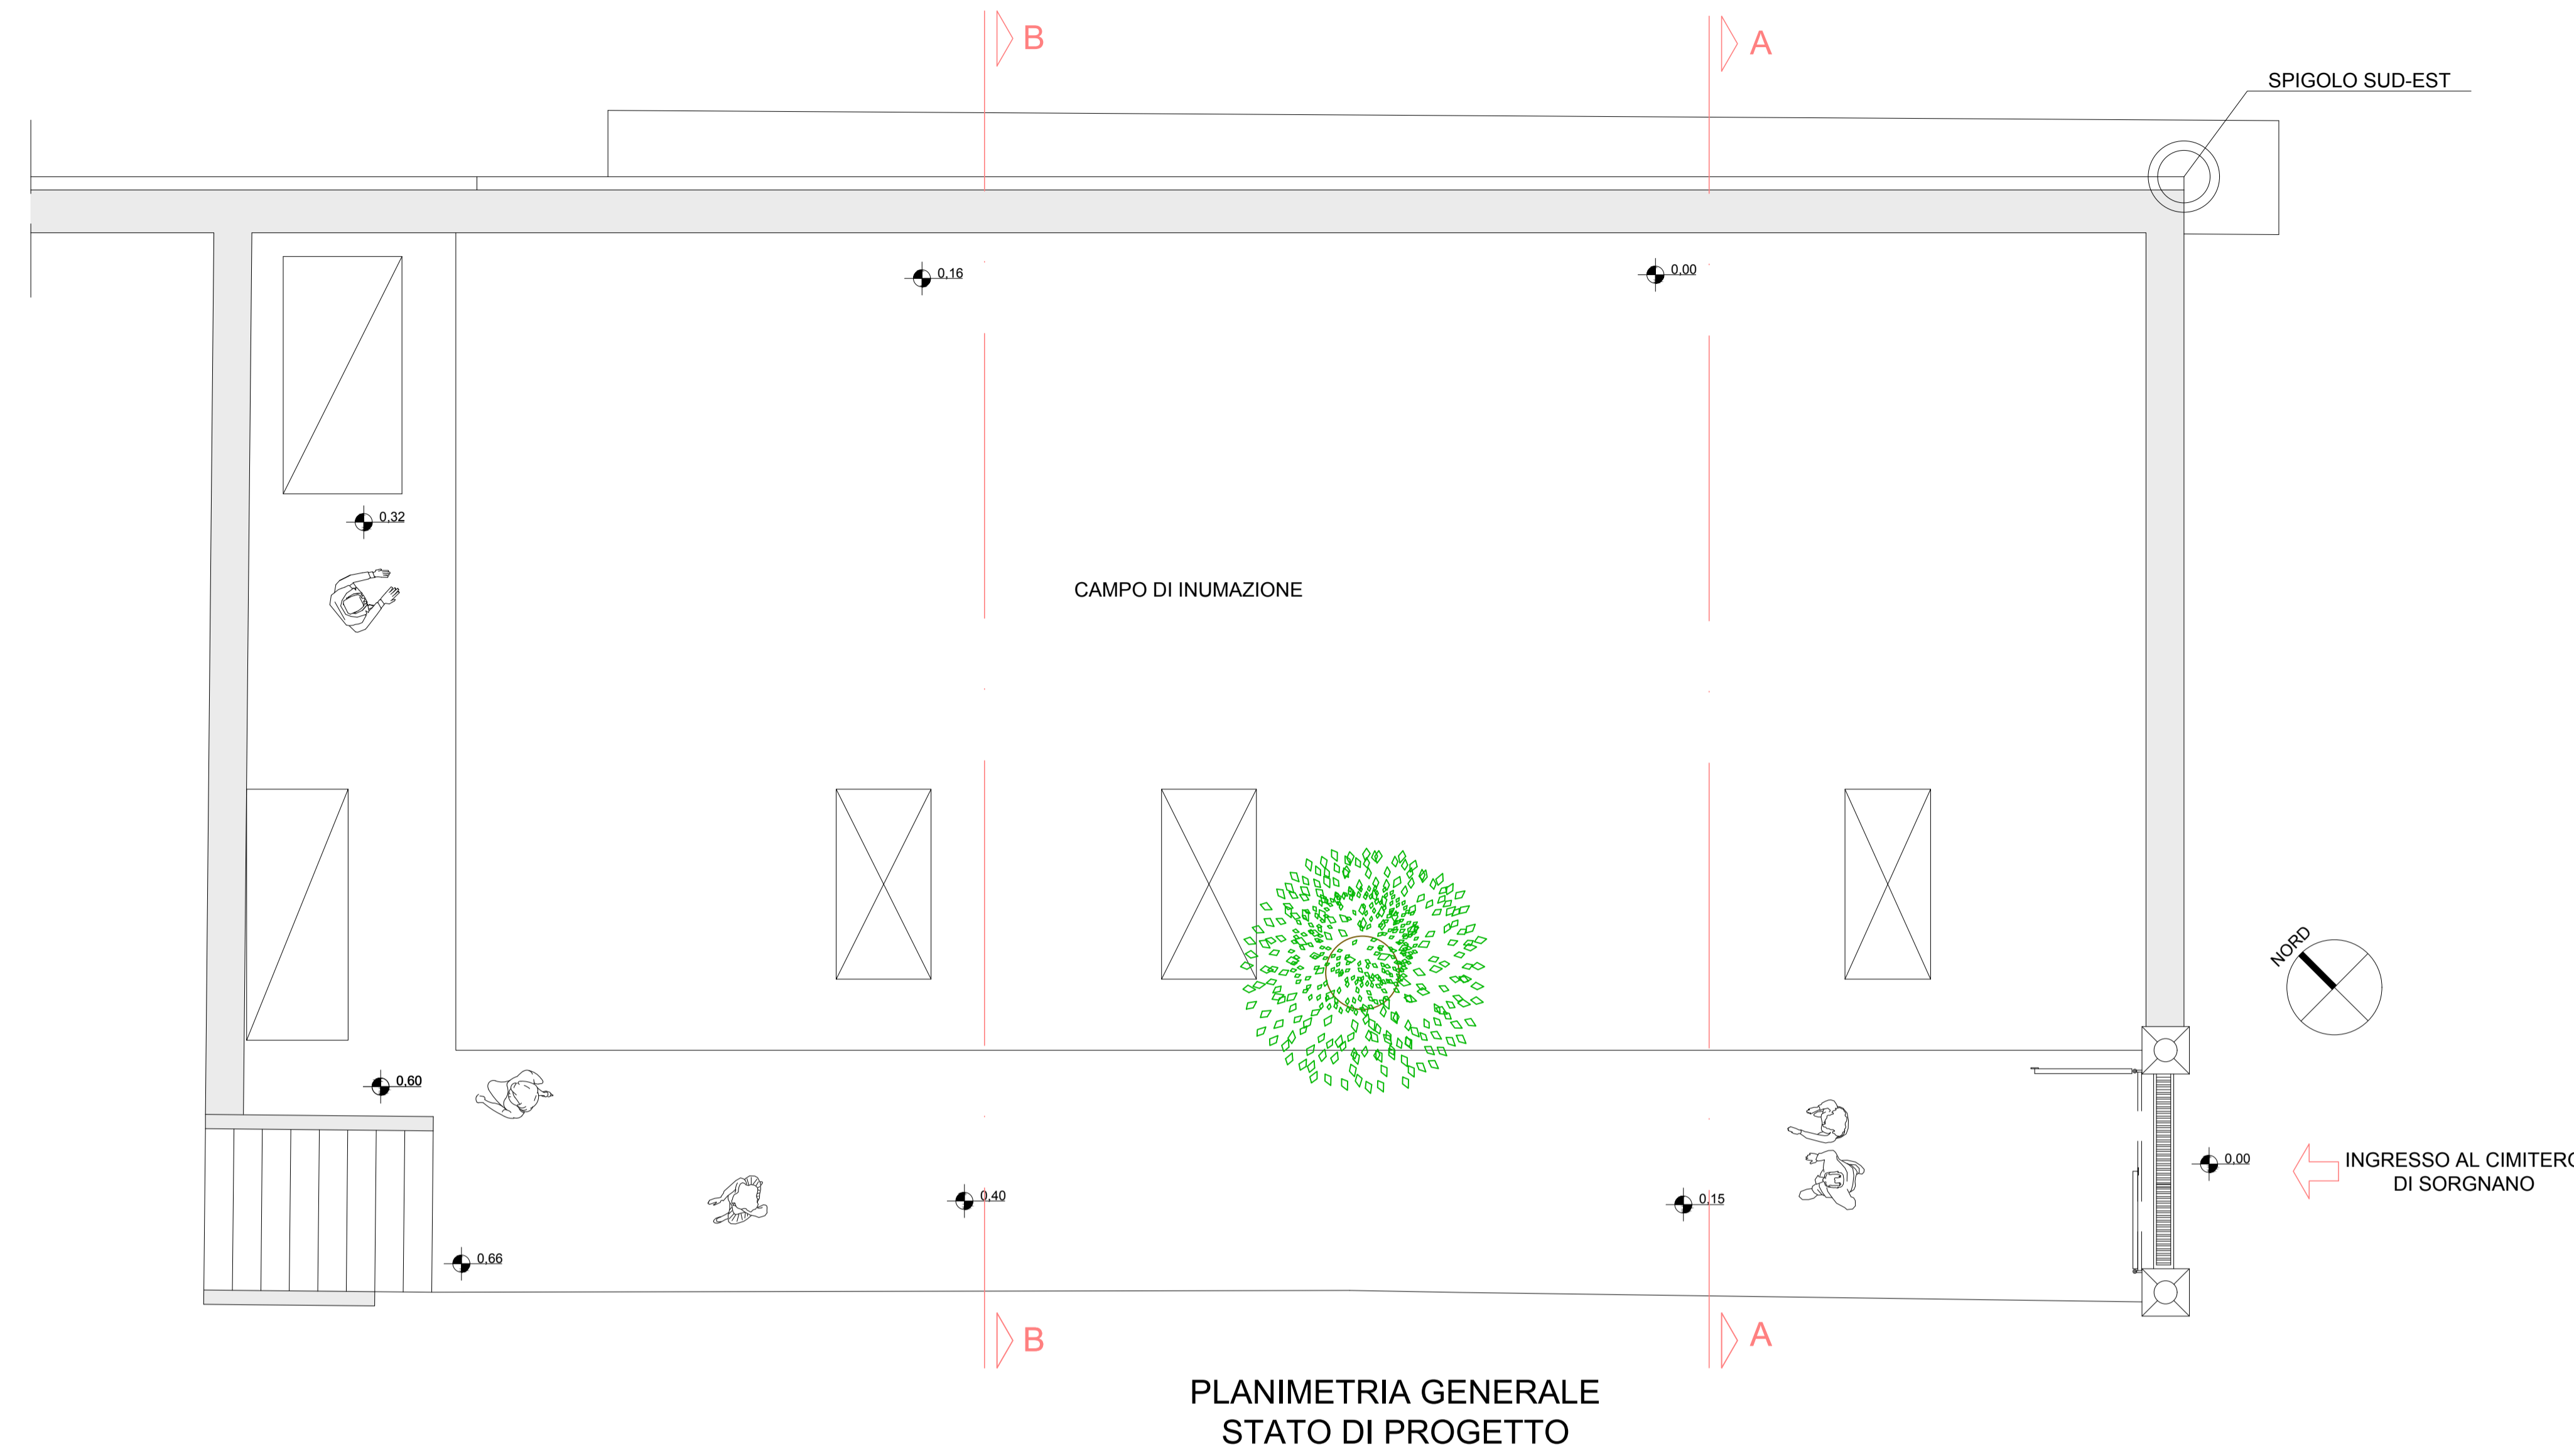 B
A
SPIGOLO SUD-EST
0,16
0,00
0,32
CAMPO DI INUMAZIONE
NORD
0,60
0,00
INGRESSO AL CIMITERO
DI SORGNANO
0,40
0,15
0,66
B
A
PLANIMETRIA GENERALE
STATO DI PROGETTO